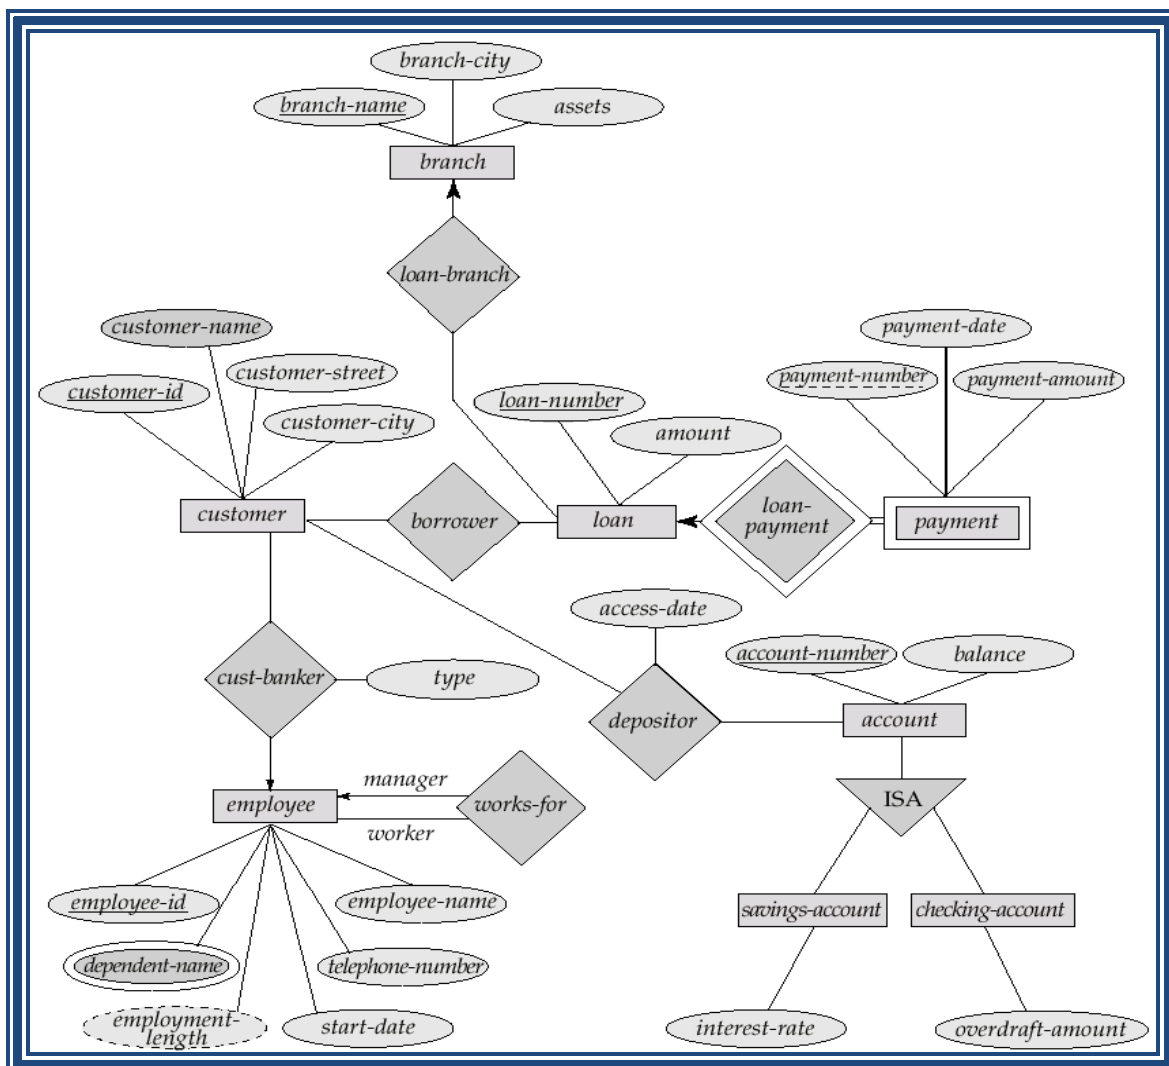 branch-city
branch-name
assets
branch
loan-branch
customer-name
customer-street
customer-id
customer-city
payment-date
payment-number
payment-amount
loan-number
amount
customer
borrower
loan
loan-
payment
payment
access-date
account-number
balance
cust-banker
type
depositor
account
manager
employee
works-for
worker
ISA
employee-id
employee-name
savings-account
checking-account
dependent-name
telephone-number
employment-
length
start-date
interest-rate
overdraft-amount